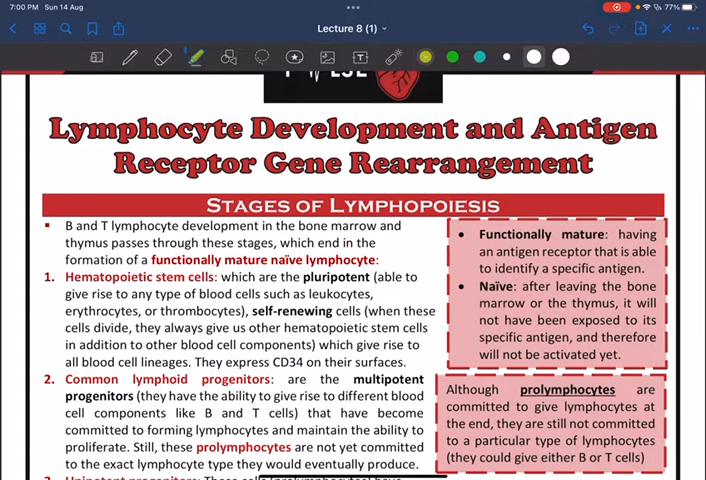 7:00 PM Sun 14 Aug
77%
Lecture 8 (1)
Lymphocyte Development and Antigen
Receptor Gene Rearrangement
STAGES OF LYMPHOPOIESIS
▪ B and T lymphocyte development in the bone marrow and
thymus passes through these stages, which end in the
formation of a functionally mature naïve lymphocyte:
1. Hematopoietic stem cells: which are the pluripotent (able to
give rise to any type of blood cells such as leukocytes,
erythrocytes, or thrombocytes), self-renewing cells (when these
cells divide, they always give us other hematopoietic stem cells
in addition to other blood cell components) which give rise to
all blood cell lineages. They express CD34 on their surfaces.
2. Common lymphoid progenitors: are the multipotent
progenitors (they have the ability to give rise to different blood
cell components like B and T cells) that have become
committed to forming lymphocytes and maintain the ability to
proliferate. Still, these prolymphocytes are not yet committed
to the exact lymphocyte type they would eventually produce.
• Functionally mature: having
an antigen receptor that is able
to identify a specific antigen.
• Naïve: after leaving the bone
marrow or the thymus, it will
not have been exposed to its
specific antigen, and therefore
will not be activated yet.
Although prolymphocytes are
committed to give lymphocytes at
the end, they are still not committed
to a particular type of lymphocytes
(they could give either B or T cells)